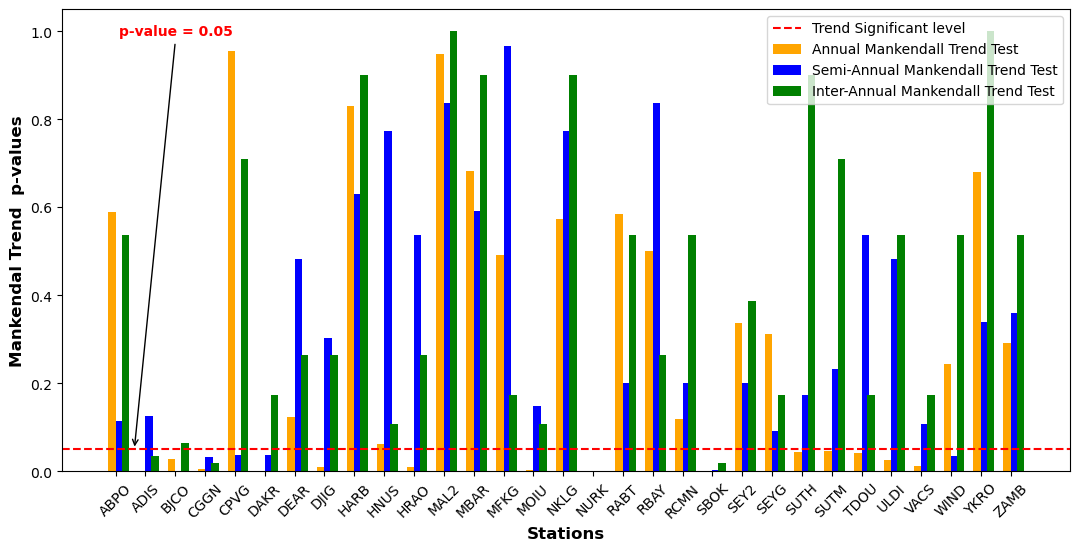 p-value = 0.05
Trend Significant level
Annual Mankendall Trend Test
Semi-Annual Mankendall Trend Test
Inter-Annual Mankendall Trend Test
Mankendal Trend p-values
1.0
0.8
0.6
0.4
0.2
0.0
ABPO ADIS BJCO CGGN CPVG DAKR DEAR DJIG HARB HNUS HRAO MAL2 MBAR MFKG MOIU NKLG NURK RABT RBAY RCMN SBOK SEY2 SEYG SUTH SUTM TDOU ULDI VACS WIND YKRO ZAMB
Stations